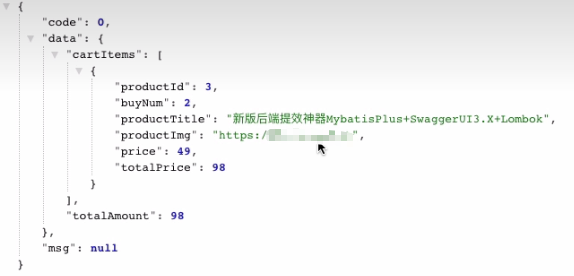 {
"code": 0,
"data": {
"cartItems": [
{
"productId": 3,
"buyNum": 2,
"productTitle": "新版后端提效神器MybatisPlus+SwaggerUI3.X+Lombok",
"productImg": "https:/ ",
"price": 49,
"totalPrice": 98
}
],
"totalAmount": 98
},
"msg": null
}